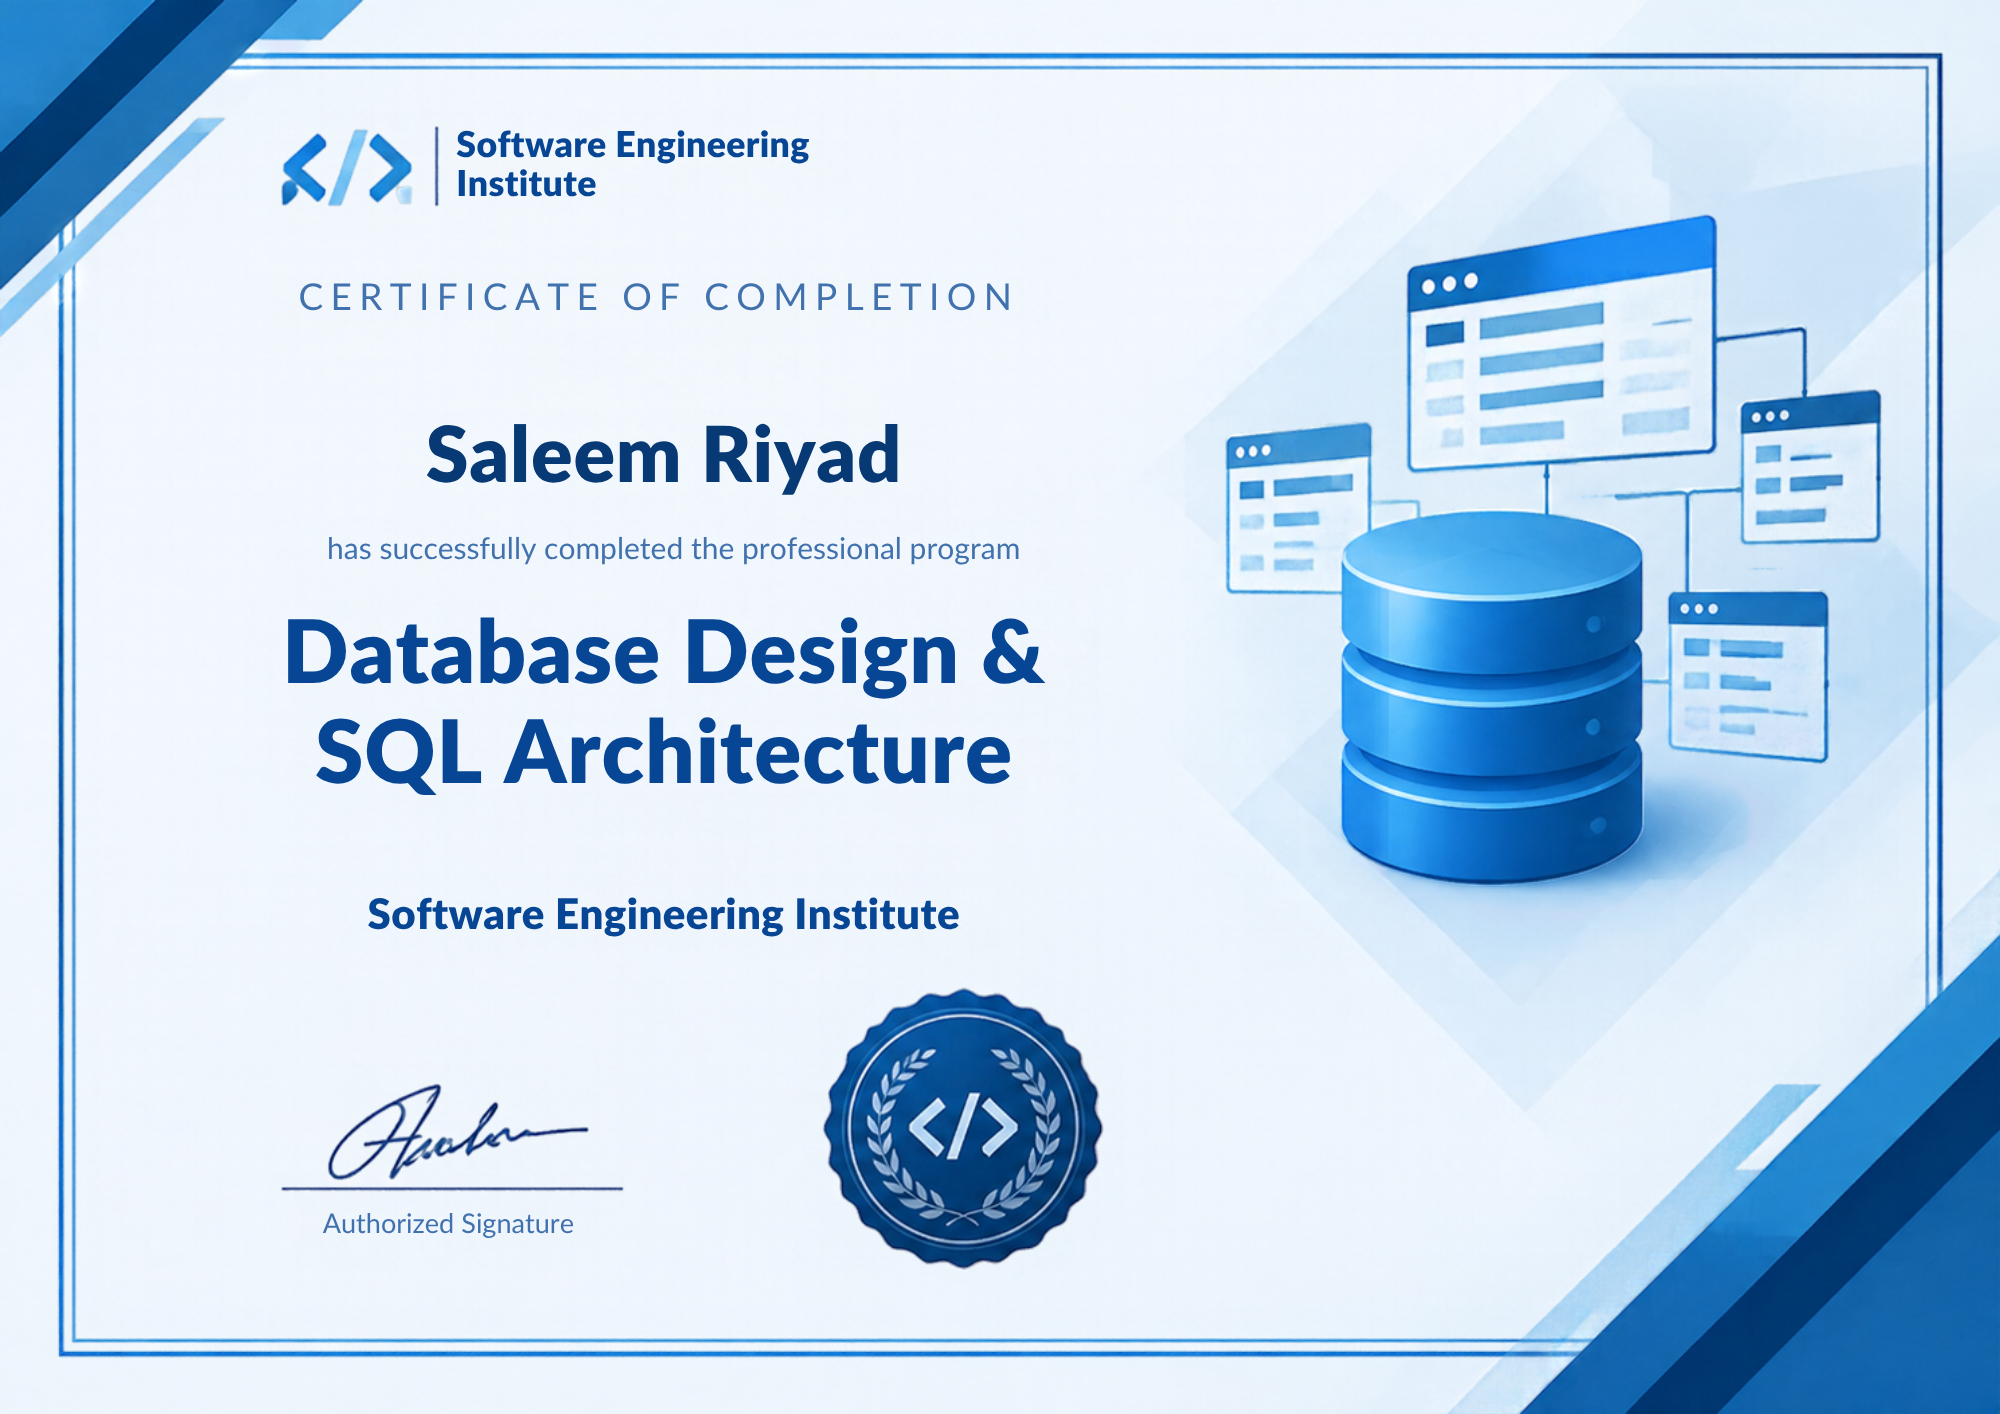 Software Engineering
Institute
CERTIFICATE OF COMPLETION
Saleem Riyad
has successfully completed the professional program
Database Design &
SQL Architecture
Software Engineering Institute
Authorized Signature